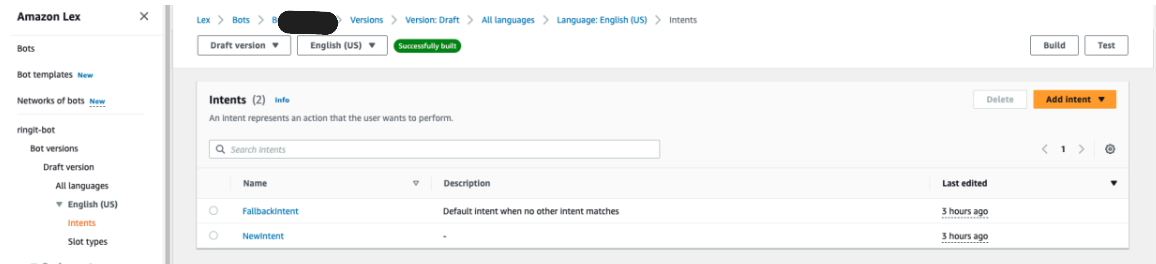 Amazon Lex
Bots
Bot templates New
Networks of bots New
ringit-bot
Bot versions
Draft version
All languages
▼ English (US)
Intents
Slot types
Lex > Bots > B > Versions > Version: Draft > All languages > Language: English (US) > Intents
Draft version ▼ English (US) ▼ Successfully built Build Test
Intents (2) Info Delete Add intent ▼
An intent represents an action that the user wants to perform.
Search intents < 1 >
Name Description Last edited
FallbackIntent Default intent when no other intent matches 3 hours ago
NewIntent - 3 hours ago